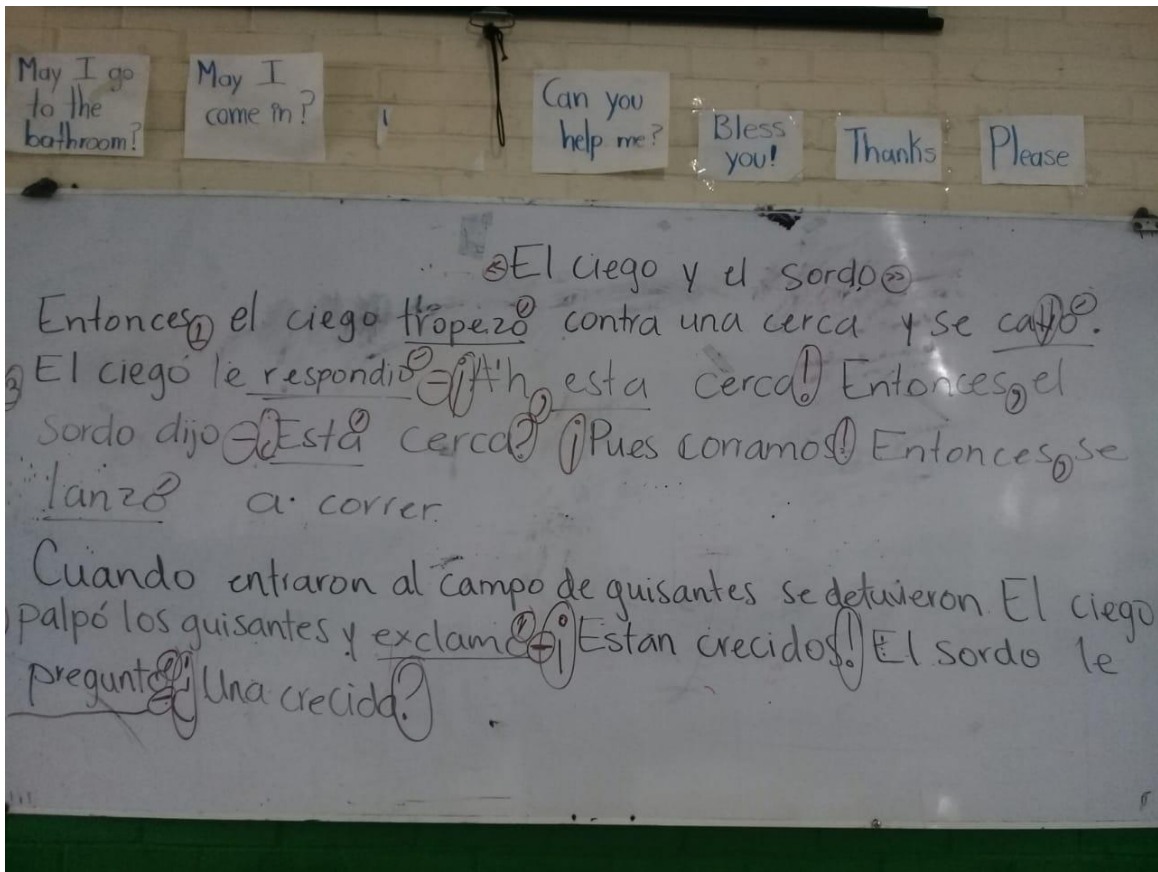 May I go
to the
bathroom?
May I
come in?
Can you
help me?
Bless
you!
Thanks
Please
«El ciego y el sordo»
Entonces, el ciego tropezó contra una cerca y se cayó.
El ciego le respondió -¡Ah, esta cerca! Entonces, el
sordo dijo -¿Está cerca? ¡Pues corramos! Entonces, se
lanzó a correr.
Cuando entraron al campo de guisantes se detuvieron. El ciego
palpó los guisantes y exclamó -¡Estan crecidos! El sordo le
preguntó -¿Una crecida?